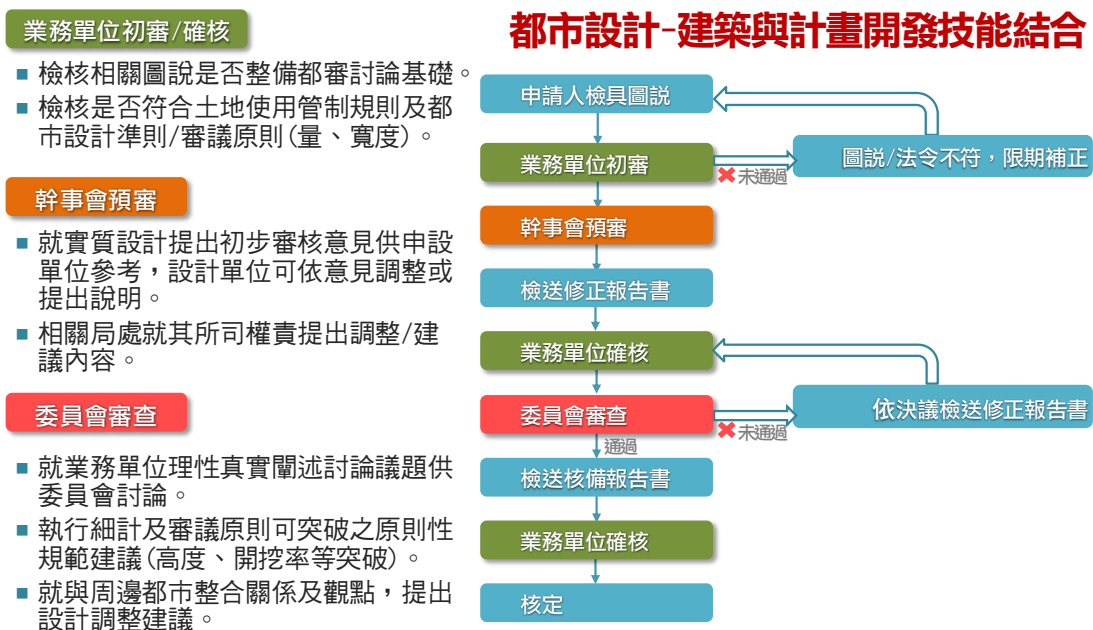 都市設計-建築與計畫開發技能結合
業務單位初審/確核
■ 檢核相關圖說是否整備都審討論基礎。
■ 檢核是否符合土地使用管制規則及都
市設計準則/審議原則(量、寬度)。
幹事會預審
■ 就實質設計提出初步審核意見供申設
單位參考，設計單位可依意見調整或
提出說明。
■ 相關局處就其所司權責提出調整/建
議內容。
委員會審查
■ 就業務單位理性真實闡述討論議題供
委員會討論。
■ 執行細計及審議原則可突破之原則性
規範建議(高度、開挖率等突破)。
■ 就與周邊都市整合關係及觀點，提出
設計調整建議。
申請人檢具圖說
業務單位初審
✖ 未通過
圖說/法令不符，限期補正
幹事會預審
檢送修正報告書
業務單位確核
委員會審查
✖ 未通過
依決議檢送修正報告書
通過
檢送核備報告書
業務單位確核
核定